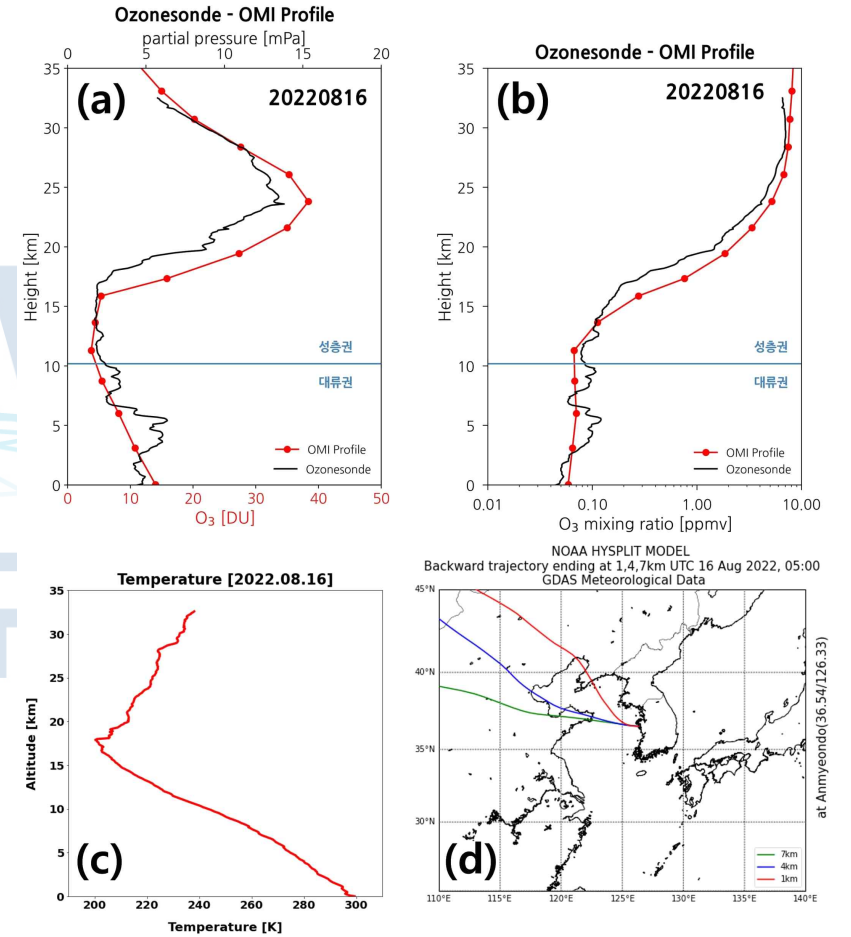 Ozonesonde - OMI Profile
partial pressure [mPa]
0 5 10 15 20
(a)
20220816
35
30
25
20
15
10
5
0
Height [km]
성층권
대류권
OMI Profile
Ozonesonde
0 10 20 30 40 50
O₃ [DU]
Ozonesonde - OMI Profile
(b)
20220816
35
30
25
20
15
10
5
0
Height [km]
성층권
대류권
OMI Profile
Ozonesonde
0.01 0.10 1.00 10.00
O₃ mixing ratio [ppmv]
Temperature [2022.08.16]
35
30
25
20
15
10
5
0
Altitude [km]
(c)
200 220 240 260 280 300
Temperature [K]
NOAA HYSPLIT MODEL
Backward trajectory ending at 1,4,7km UTC 16 Aug 2022, 05:00
GDAS Meteorological Data
45°N
40°N
35°N
30°N
(d)
7km
4km
1km
110°E 115°E 120°E 125°E 130°E 135°E 140°E
at Anmyeondo(36.54/126.33)